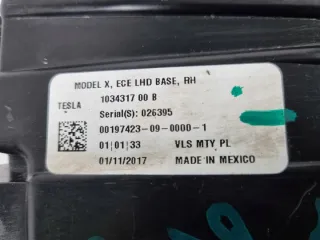 MODEL X, ECE LHD BASE, RH
TESLA
1034317 00 B
Serial(S): 026395
00197423-09-0000-1
01|01|33 VLS MTY PL
01/11/2017 MADE IN MEXICO